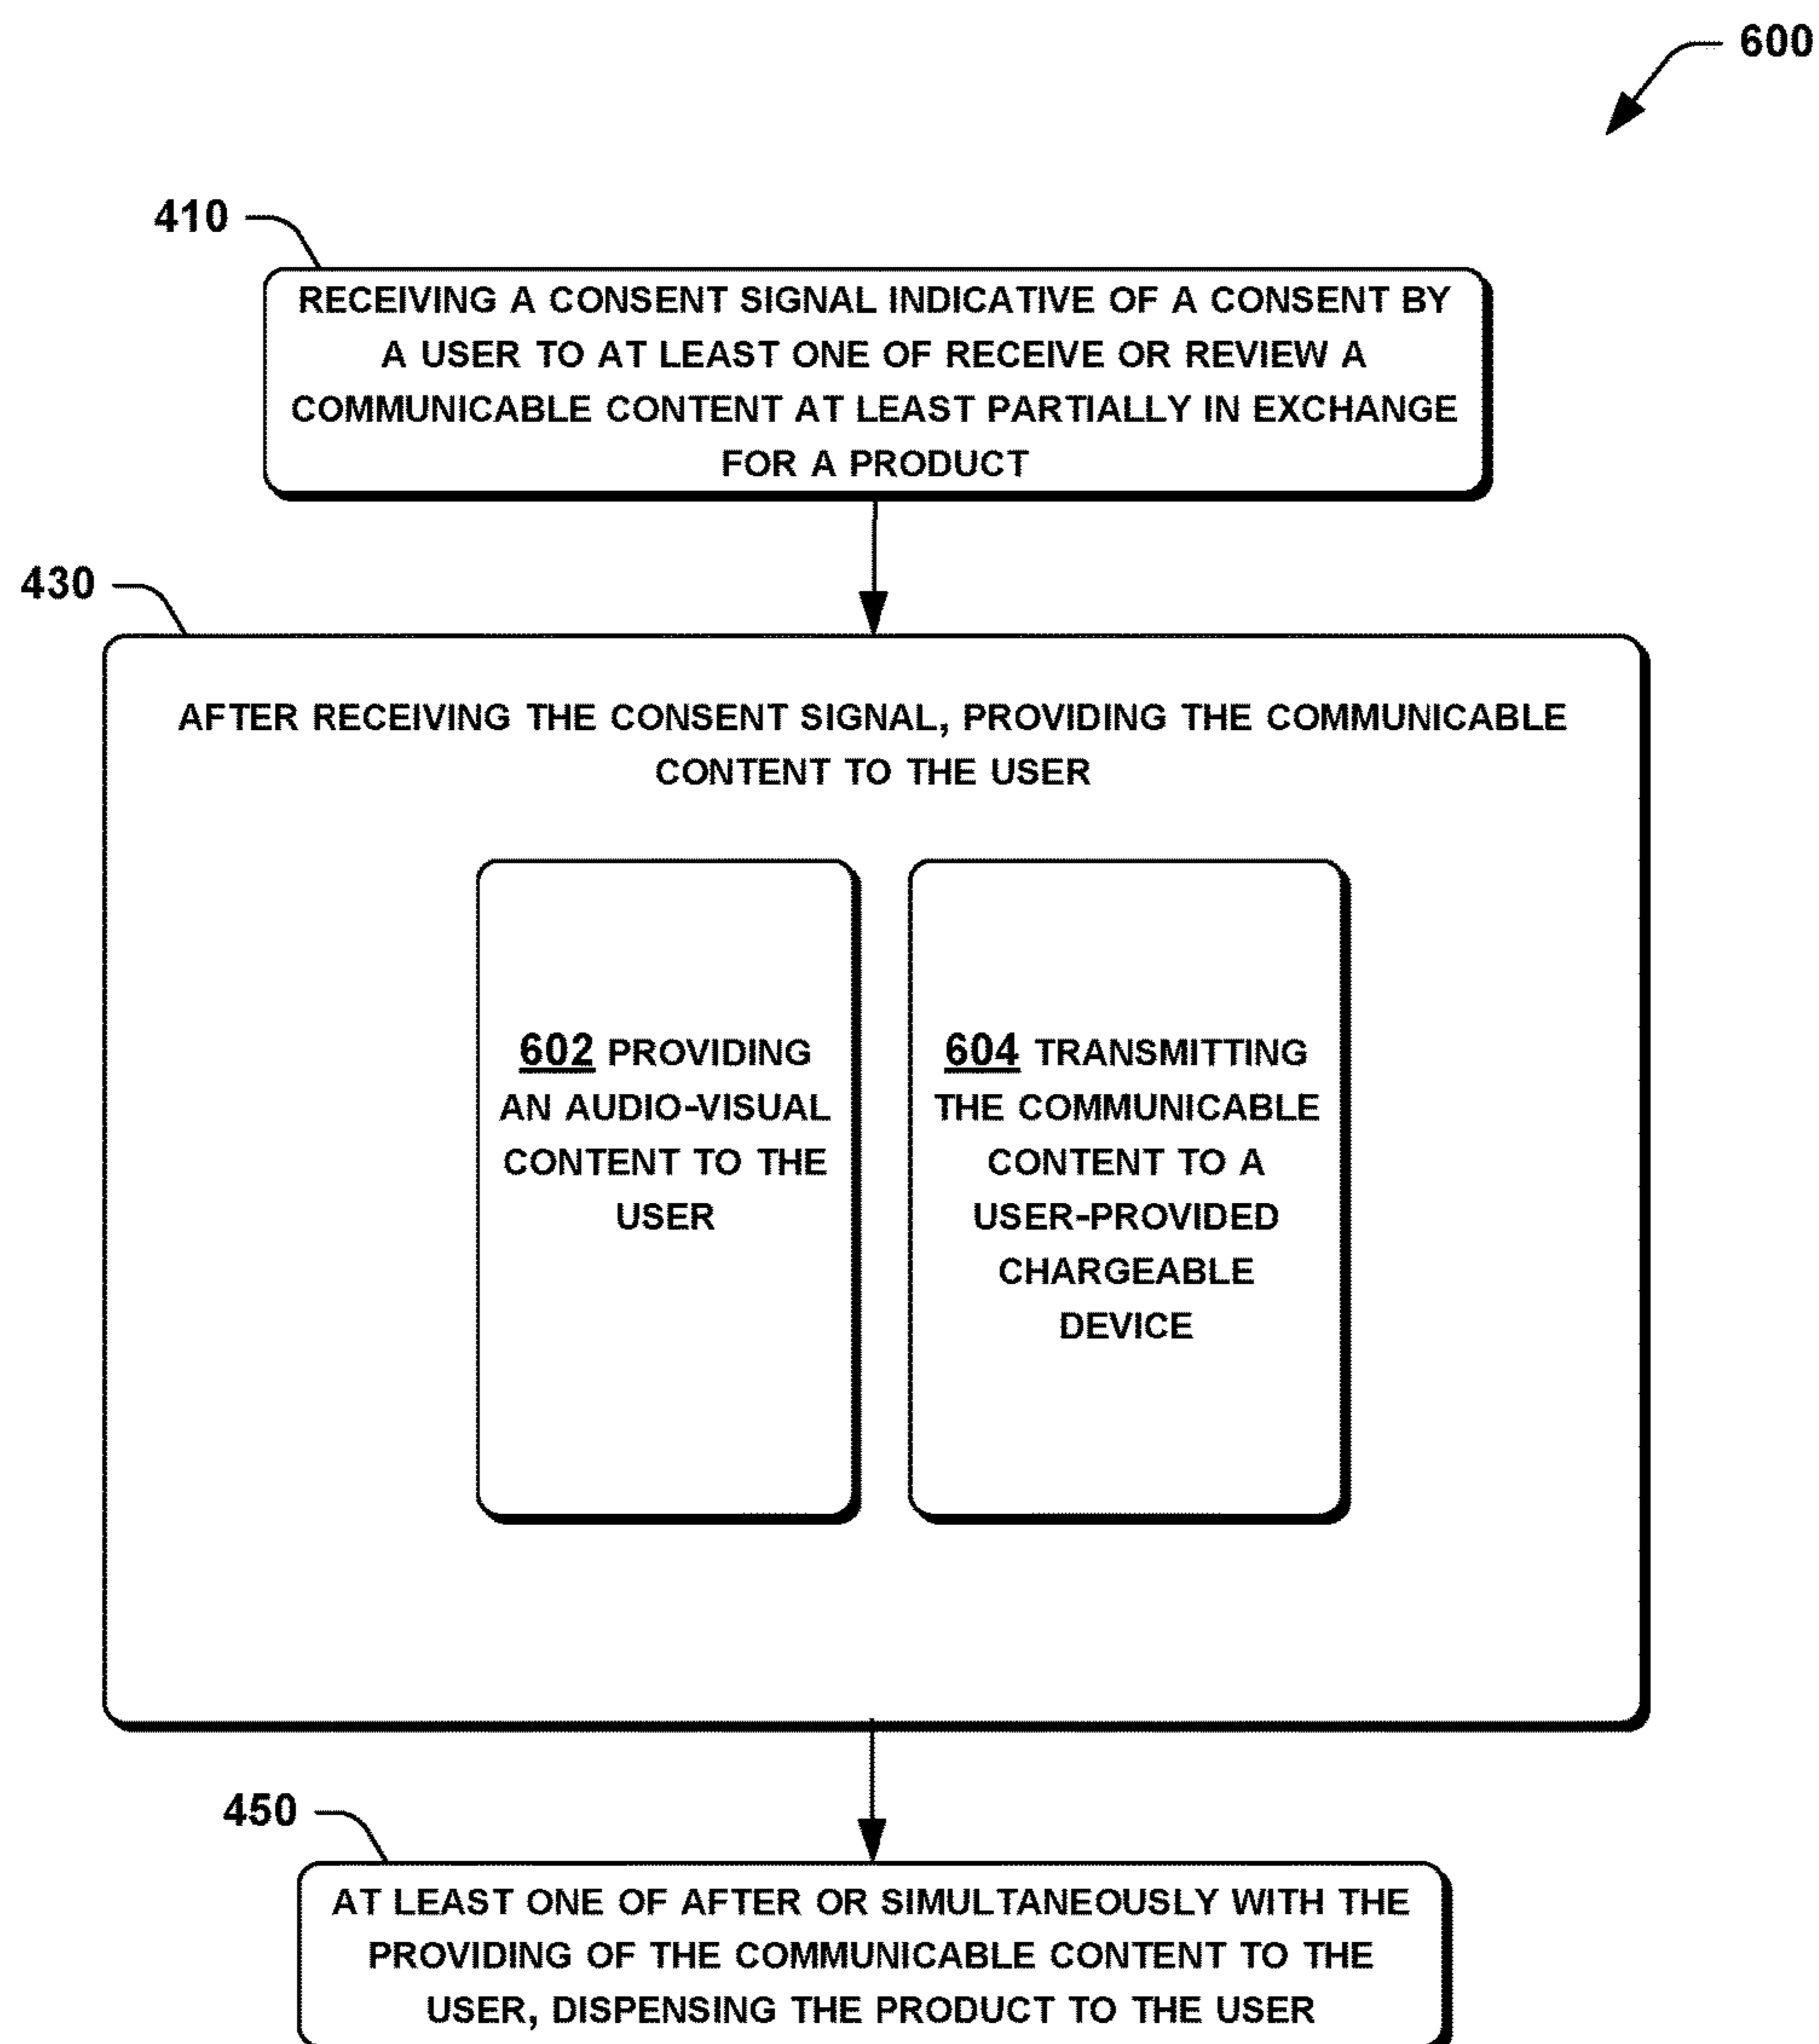 600
410
RECEIVING A CONSENT SIGNAL INDICATIVE OF A CONSENT BY
A USER TO AT LEAST ONE OF RECEIVE OR REVIEW A
COMMUNICABLE CONTENT AT LEAST PARTIALLY IN EXCHANGE
FOR A PRODUCT
430
AFTER RECEIVING THE CONSENT SIGNAL, PROVIDING THE COMMUNICABLE
CONTENT TO THE USER
602 PROVIDING
AN AUDIO-VISUAL
CONTENT TO THE
USER
604 TRANSMITTING
THE COMMUNICABLE
CONTENT TO A
USER-PROVIDED
CHARGEABLE
DEVICE
450
AT LEAST ONE OF AFTER OR SIMULTANEOUSLY WITH THE
PROVIDING OF THE COMMUNICABLE CONTENT TO THE
USER, DISPENSING THE PRODUCT TO THE USER